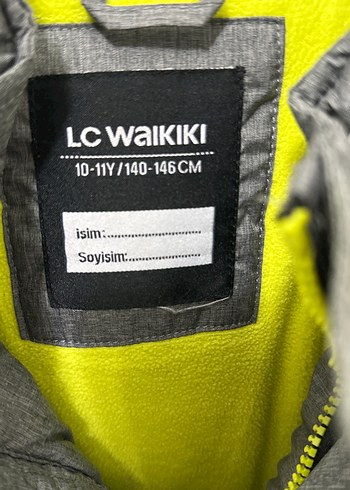 LC WAIKIKI
10-11Y/140-146CM
isim:........................
Soyisim:........................